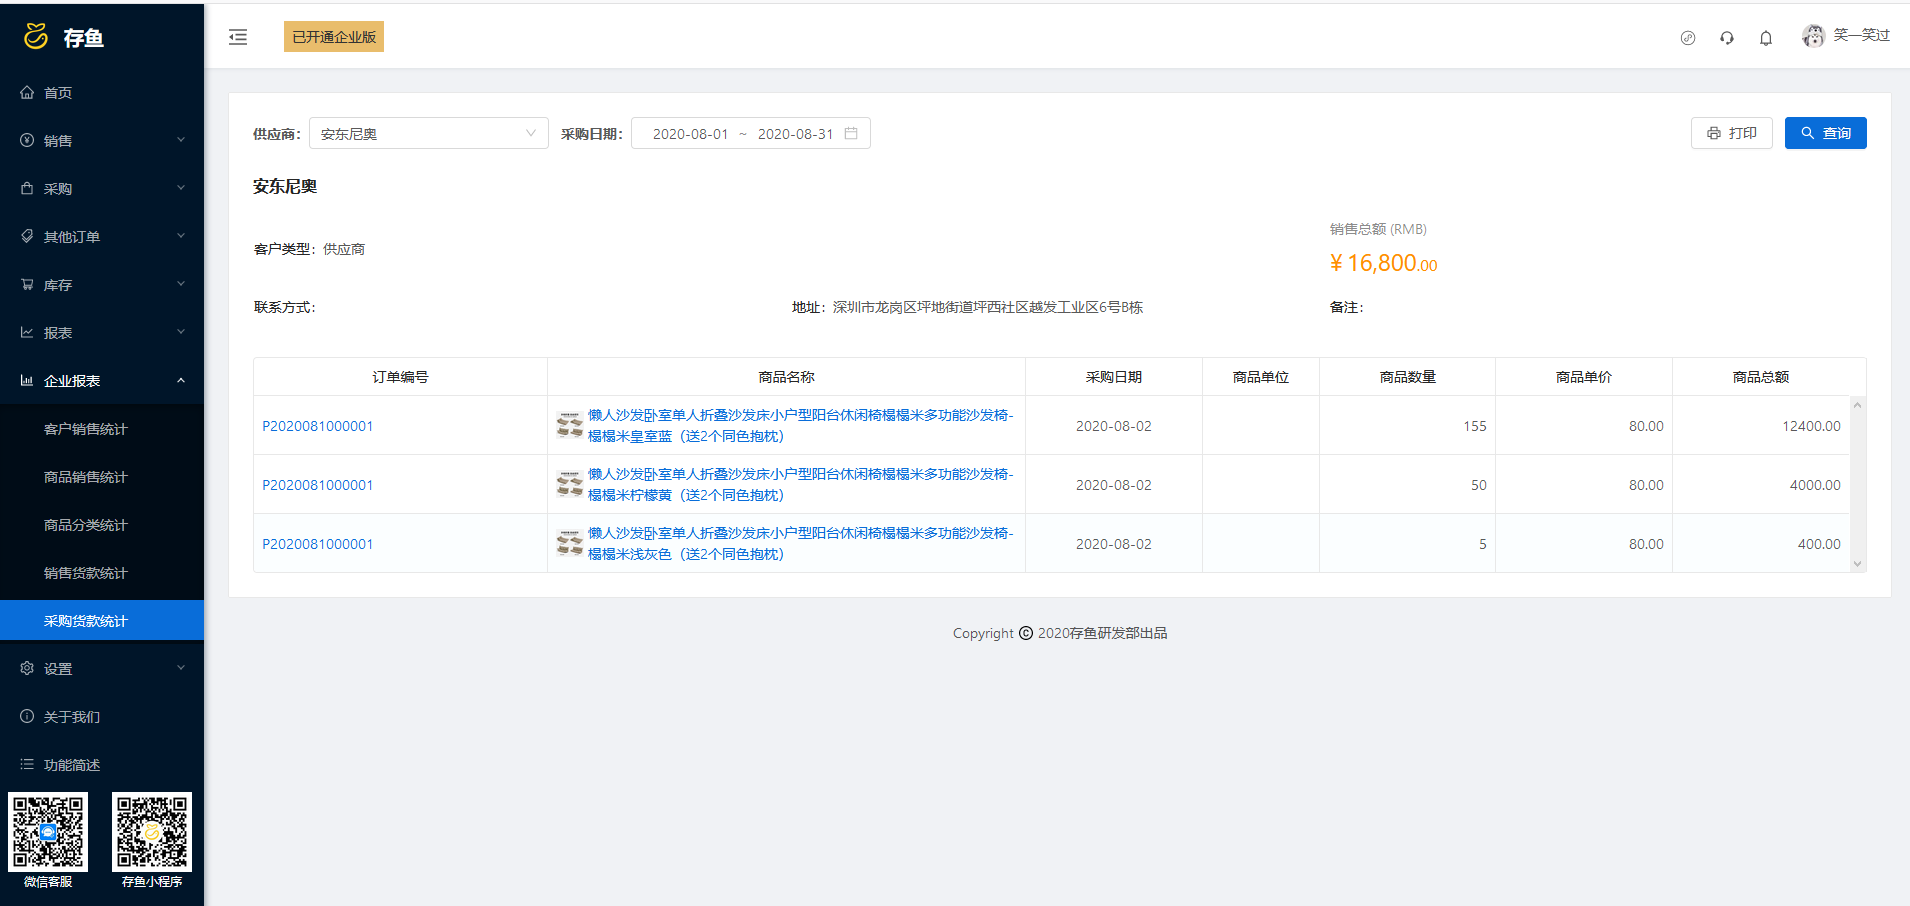 存鱼
已开通企业版
笑一笑过
首页
销售
采购
其他订单
库存
报表
企业报表
客户销售统计
商品销售统计
商品分类统计
销售货款统计
采购货款统计
设置
关于我们
功能简述
微信客服
存鱼小程序
供应商: 安东尼奥 采购日期: 2020-08-01 ~ 2020-08-31 打印 查询
安东尼奥
销售总额 (RMB)
客户类型: 供应商
¥ 16,800.00
联系方式: 地址: 深圳市龙岗区坪地街道坪西社区越发工业区6号B栋 备注:
订单编号 商品名称 采购日期 商品单位 商品数量 商品单价 商品总额
P2020081000001 懒人沙发卧室单人折叠沙发床小户型阳台休闲椅榻榻米多功能沙发椅- 2020-08-02 155 80.00 12400.00
榻榻米皇室蓝（送2个同色抱枕）
P2020081000001 懒人沙发卧室单人折叠沙发床小户型阳台休闲椅榻榻米多功能沙发椅- 2020-08-02 50 80.00 4000.00
榻榻米柠檬黄（送2个同色抱枕）
P2020081000001 懒人沙发卧室单人折叠沙发床小户型阳台休闲椅榻榻米多功能沙发椅- 2020-08-02 5 80.00 400.00
榻榻米浅灰色（送2个同色抱枕）
Copyright © 2020存鱼研发部出品